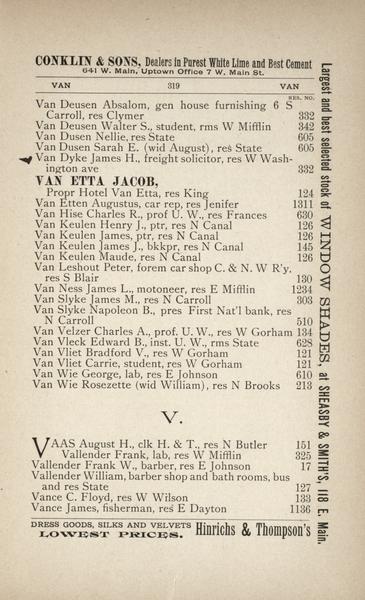 CONKLIN & SONS, Dealers in Purest White Lime and Best Cement
641 W. Main, Uptown Office 7 W. Main St.
VAN 319 VAN
RES. NO.
Van Deusen Absalom, gen house furnishing 6 S
Carroll, res Clymer 332
Van Deusen Walter S., student, rms W Mifflin 342
Van Dusen Nellie, res State 605
Van Dusen Sarah E. (wid August), res State 605
Van Dyke James H., freight solicitor, res W Wash-
ington ave 332
VAN ETTA JACOB,
Propr Hotel Van Etta, res King 124
Van Etten Augustus, car rep, res Jenifer 1311
Van Hise Charles R., prof U. W., res Frances 630
Van Keulen Henry J., ptr, res N Canal 126
Van Keulen James, ptr, res N Canal 126
Van Keulen James J., bkkpr, res N Canal 145
Van Keulen Maude, res N Canal 126
Van Leshout Peter, forem car shop C. & N. W R'y,
res S Blair 130
Van Ness James L., motoneer, res E Mifflin 1234
Van Slyke James M., res N Carroll 303
Van Slyke Napoleon B., pres First Nat'l bank, res
N Carroll 510
Van Velzer Charles A., prof. U. W., res W Gorham 134
Van Vleck Edward B., inst. U. W., rms State 628
Van Vliet Bradford V., res W Gorham 121
Van Vliet Carrie, student, res W Gorham 121
Van Wie George, lab, res E Johnson 610
Van Wie Rosezette (wid William), res N Brooks 213
V.
VAAS August H., clk H. & T., res N Butler 151
Vallender Frank, lab, res W Mifflin 325
Vallender Frank W., barber, res E Johnson 17
Vallender William, barber shop and bath rooms, bus
and res State 127
Vance C. Floyd, res W Wilson 133
Vance James, fisherman, res E Dayton 1136
DRESS GOODS, SILKS AND VELVETS
LOWEST PRICES.
Hinrichs & Thompson's
Largest and best selected stock of WINDOW SHADES, at SHEASBY & SMITH'S, 118 E. Main.